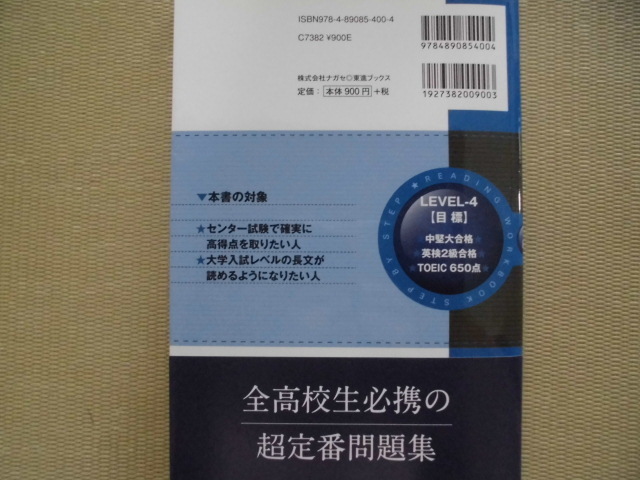 ISBN978-4-89085-400-4
C7382 ¥900E
9784890854004
株式会社ナガセ◎東進ブックス
定価: 本体 900 円 +税
1927382009003
▼本書の対象
★センター試験で確実に
高得点を取りたい人
★大学入試レベルの長文が
読めるようになりたい人
★ READING WORKBOOK STEP BY STEP
LEVEL-4
【目 標】
中堅大合格
★英検2級合格★
★TOEIC 650点★
全高校生必携の
超定番問題集